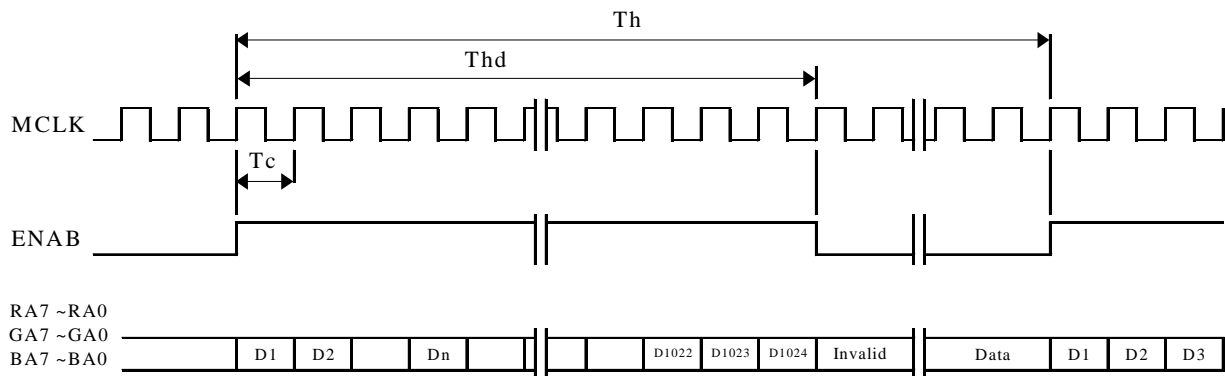 Th
Thd
MCLK
Tc
ENAB
RA7 ~RA0
GA7 ~GA0
BA7 ~BA0
D1 D2 Dn D1022 D1023 D1024 Invalid Data D1 D2 D3